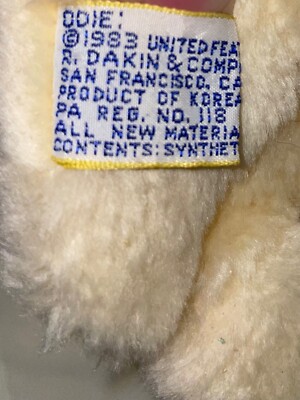 ODIE:
©1983 UNITED FEA
R. DAKIN & COMP
SAN FRANCISCO, CA
PRODUCT OF KOREA
PA REG. NO. 118
ALL NEW MATERIA
CONTENTS: SYNTHET